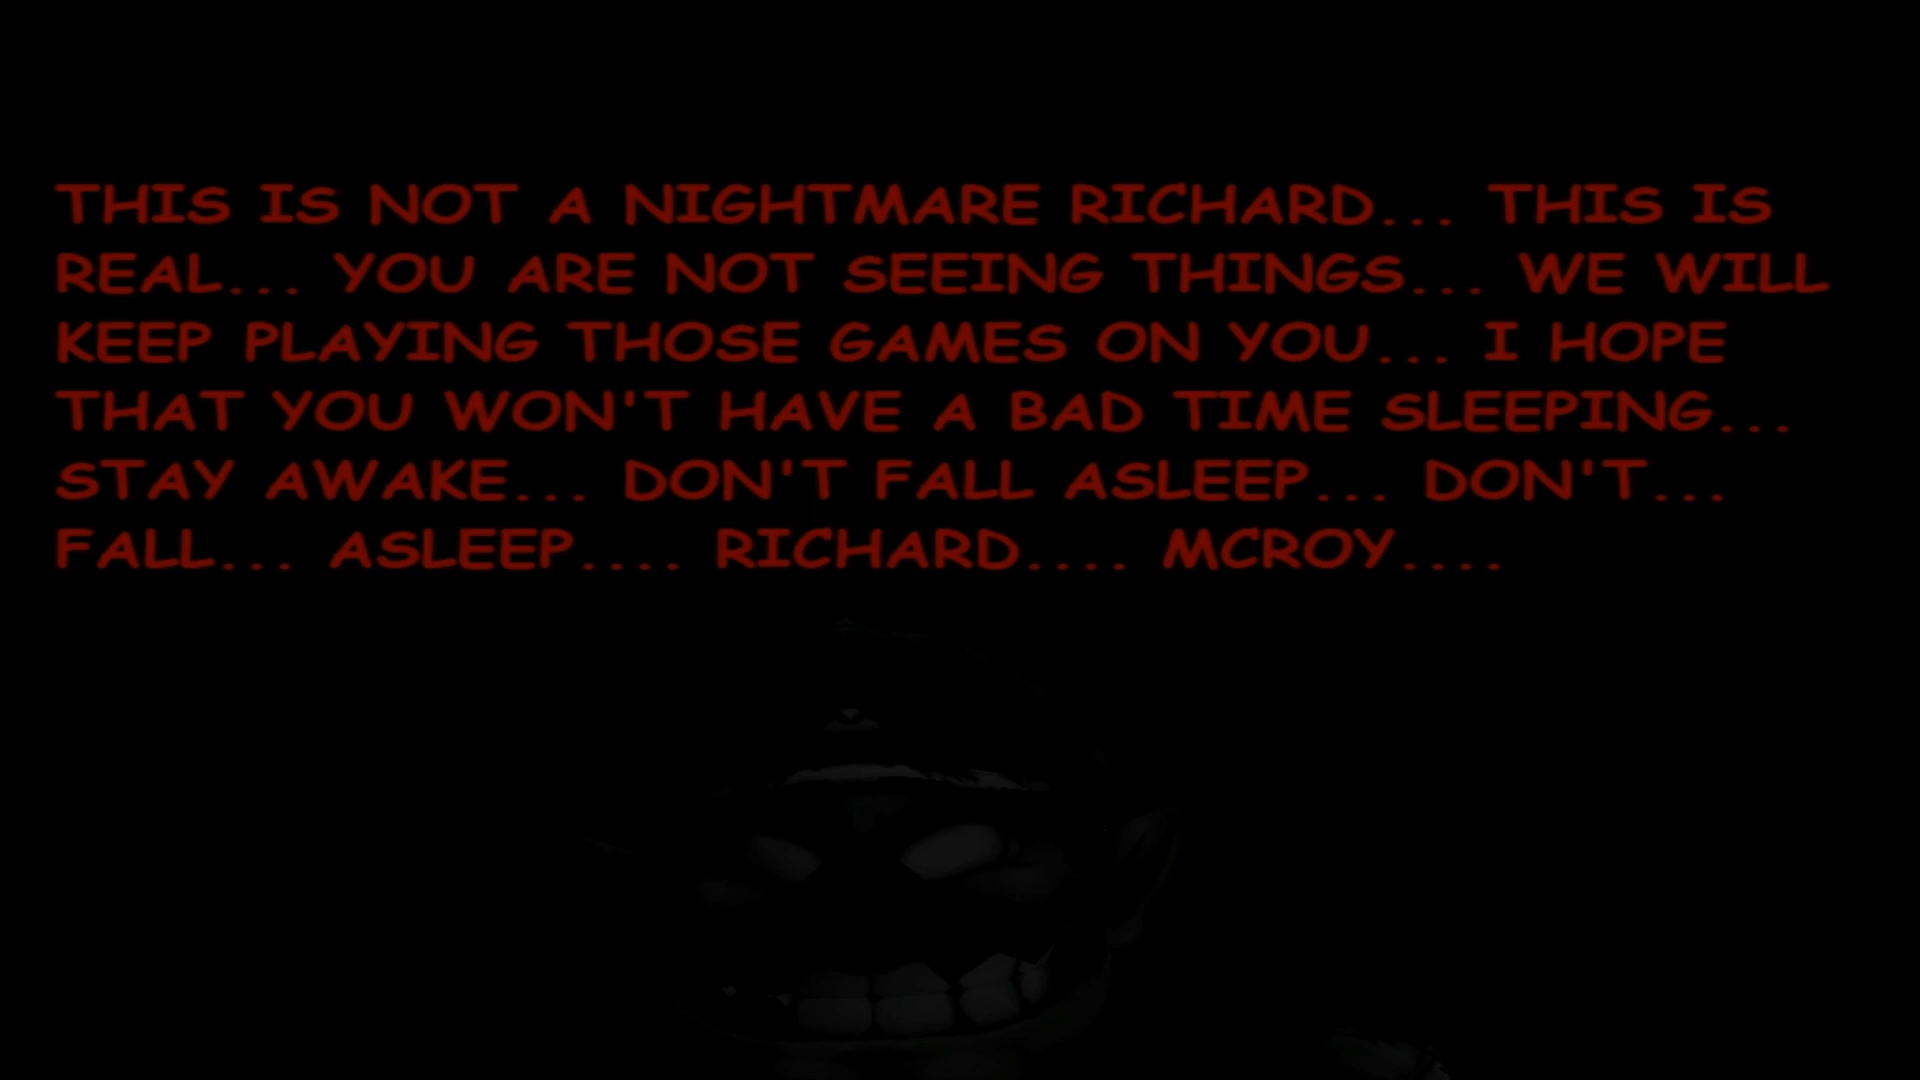 THIS IS NOT A NIGHTMARE RICHARD... THIS IS
REAL... YOU ARE NOT SEEING THINGS... WE WILL
KEEP PLAYING THOSE GAMES ON YOU... I HOPE
THAT YOU WON'T HAVE A BAD TIME SLEEPING...
STAY AWAKE... DON'T FALL ASLEEP... DON'T...
FALL... ASLEEP.... RICHARD.... MCROY....